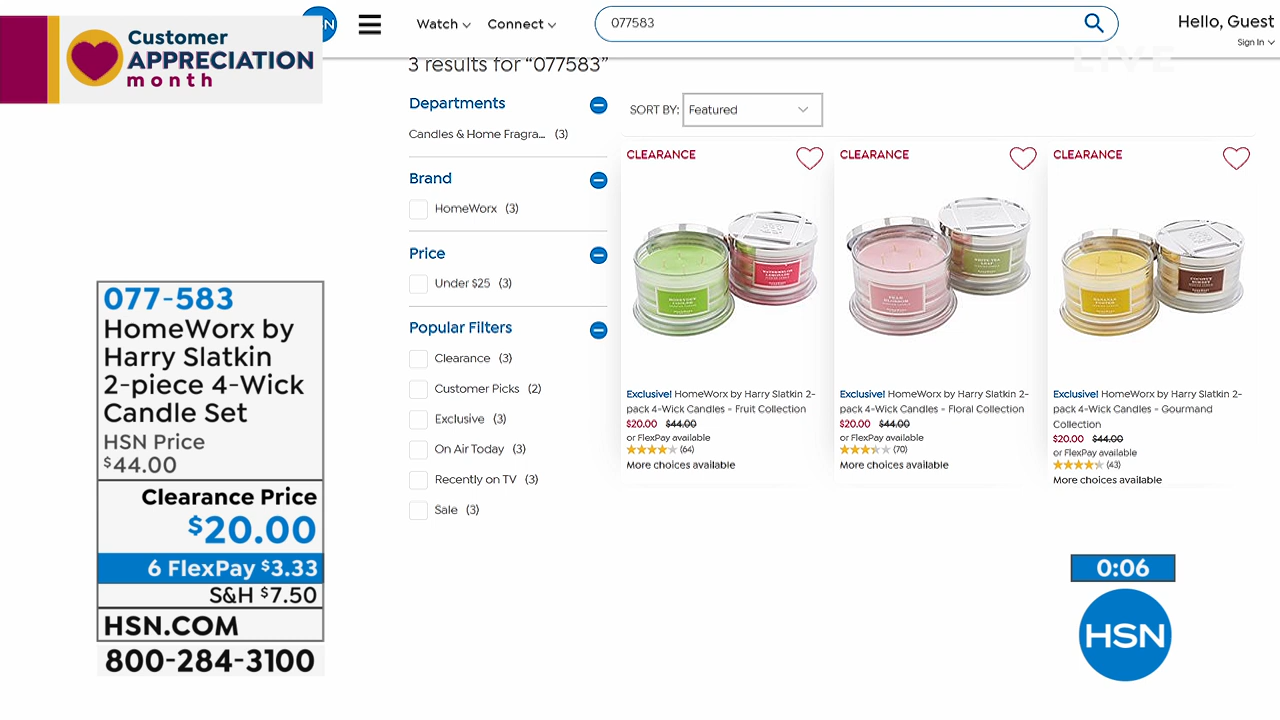 Customer
APPRECIATION
month
HSN
Watch
Connect
077583
Hello, Guest
Sign In
LIVE
3 results for “077583”
Departments
Candles & Home Fragra... (3)
Brand
HomeWorx (3)
Price
Under $25 (3)
Popular Filters
Clearance (3)
Customer Picks (2)
Exclusive (3)
On Air Today (3)
Recently on TV (3)
Sale (3)
SORT BY: Featured
CLEARANCE
Exclusive! HomeWorx by Harry Slatkin 2-
pack 4-Wick Candles - Fruit Collection
$20.00 $44.00
or FlexPay available
(64)
More choices available
CLEARANCE
Exclusive! HomeWorx by Harry Slatkin 2-
pack 4-Wick Candles - Floral Collection
$20.00 $44.00
or FlexPay available
(70)
More choices available
CLEARANCE
Exclusive! HomeWorx by Harry Slatkin 2-
pack 4-Wick Candles - Gourmand
Collection
$20.00 $44.00
or FlexPay available
(43)
More choices available
077-583
HomeWorx by
Harry Slatkin
2-piece 4-Wick
Candle Set
HSN Price
$44.00
Clearance Price
$20.00
6 FlexPay $3.33
S&H $7.50
HSN.COM
800-284-3100
0:06
HSN